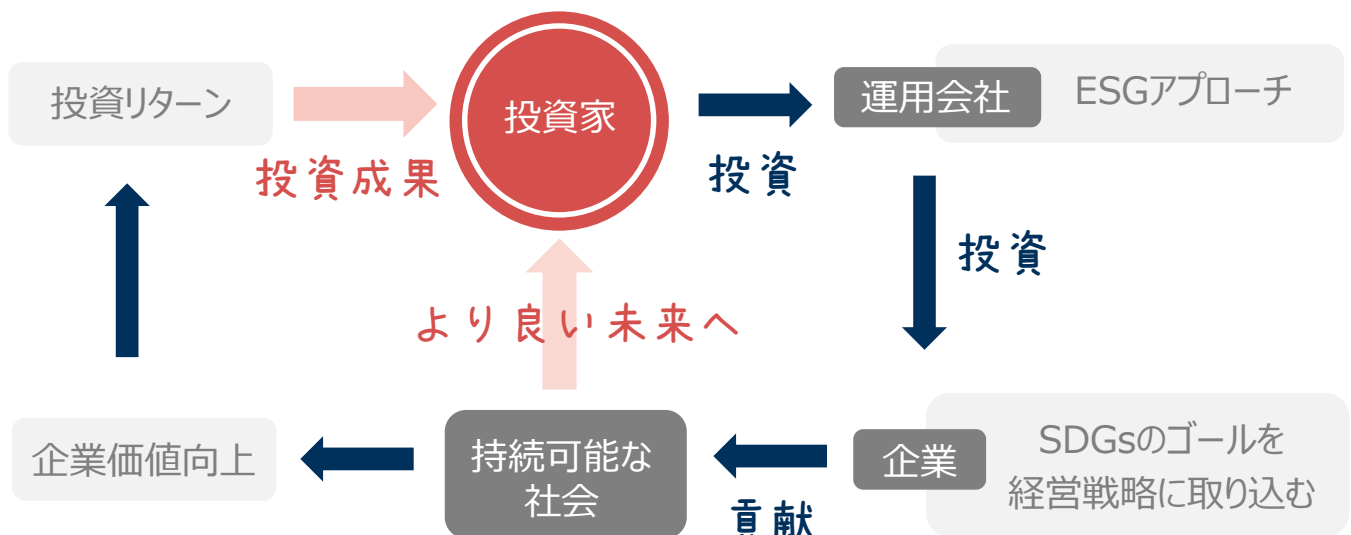 投資リターン
投資家
運用会社
ESGアプローチ
投資成果
投資
投資
より良い未来へ
企業価値向上
持続可能な
社会
企業
SDGsのゴールを
経営戦略に取り込む
貢献